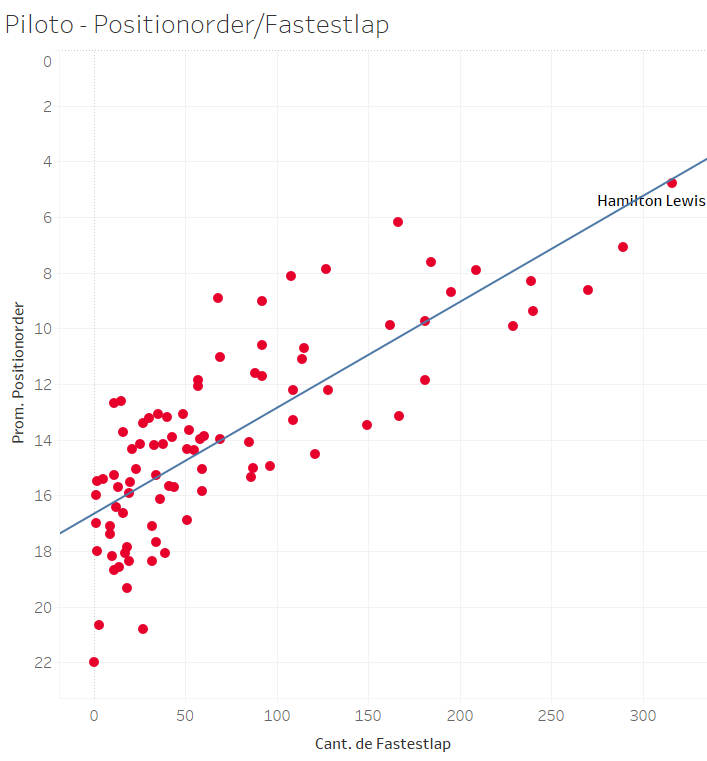 Piloto - Positionorder/Fastestlap
0
2
4
Hamilton Lewis
6
8
10
12
14
16
18
20
22
Prom. Positionorder
0 50 100 150 200 250 300
Cant. de Fastestlap